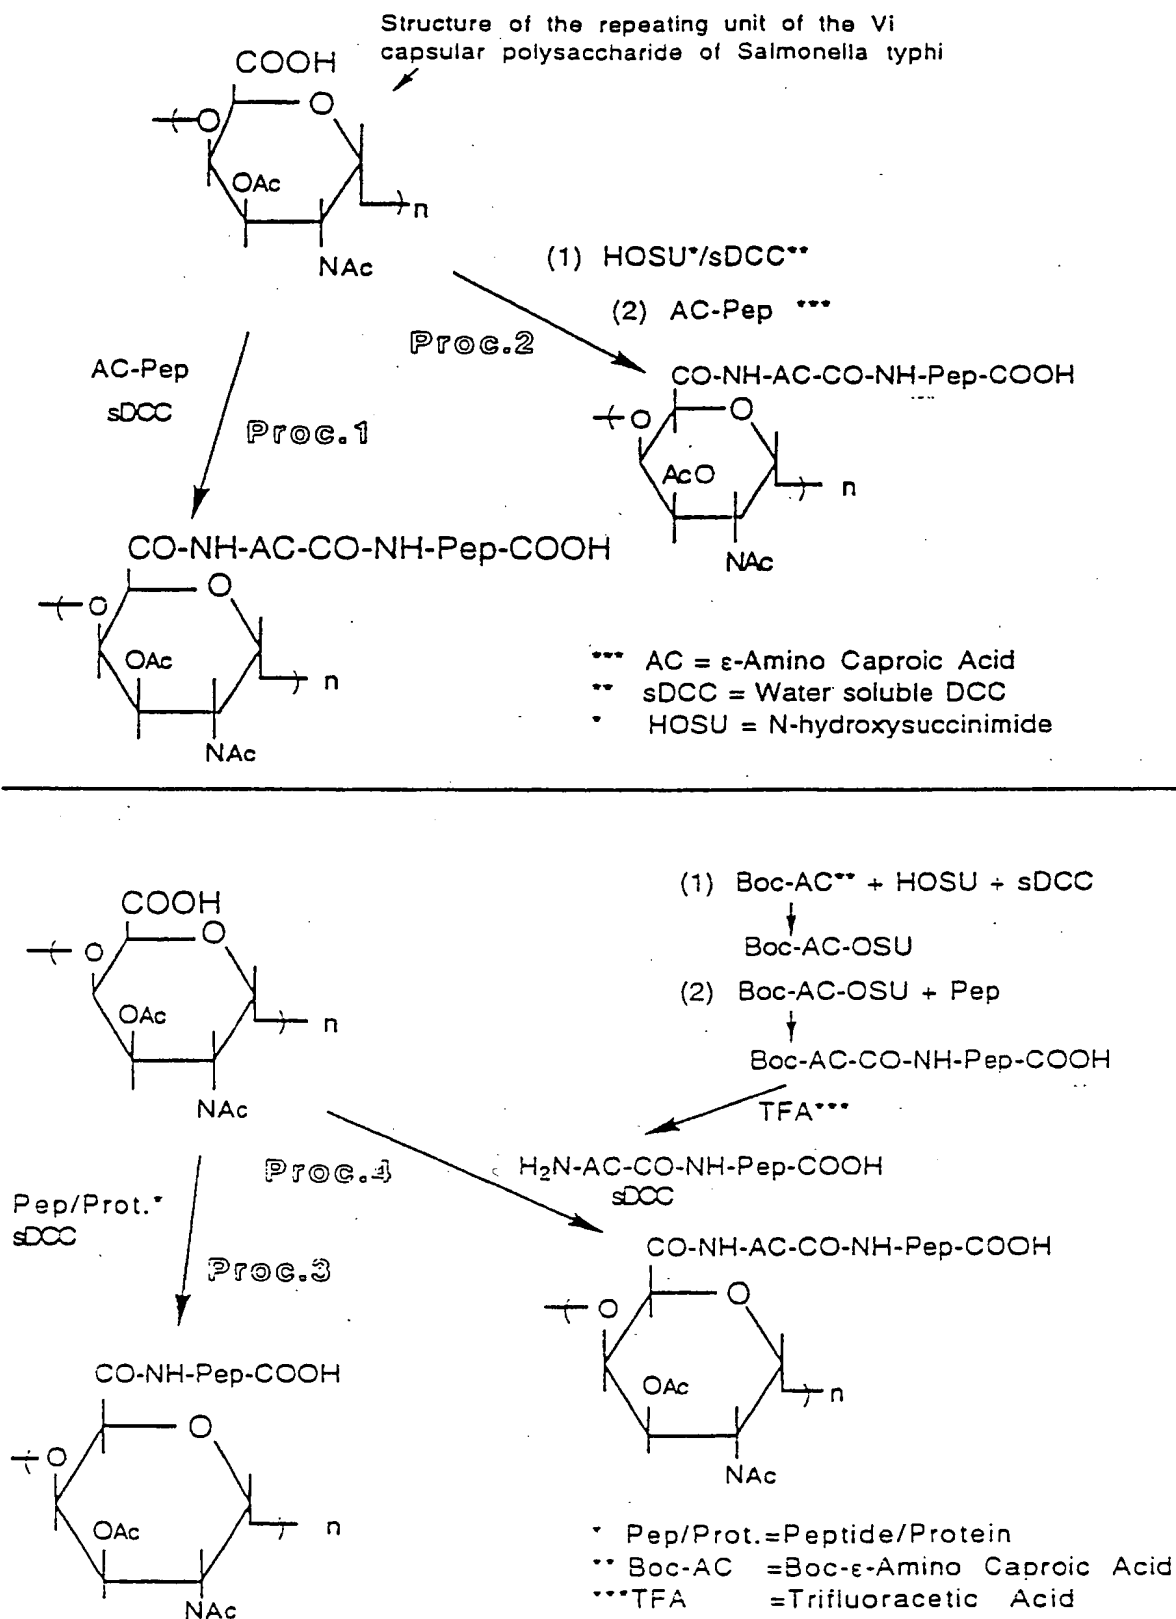 Structure of the repeating unit of the Vi
capsular polysaccharide of Salmonella typhi
COOH
O
O
OAc
n
NAc
(1) HOSU*/sDCC**
(2) AC-Pep ***
Proc.2
AC-Pep
sDCC
Proc.1
CO-NH-AC-CO-NH-Pep-COOH
O
O
AcO
n
NAc
CO-NH-AC-CO-NH-Pep-COOH
O
O
OAc
n
NAc
*** AC = ε-Amino Caproic Acid
** sDCC = Water soluble DCC
* HOSU = N-hydroxysuccinimide
COOH
O
O
OAc
n
NAc
(1) Boc-AC** + HOSU + sDCC
Boc-AC-OSU
(2) Boc-AC-OSU + Pep
Boc-AC-CO-NH-Pep-COOH
TFA***
H2N-AC-CO-NH-Pep-COOH
sDCC
Proc.4
Pep/Prot.*
sDCC
Proc.3
CO-NH-AC-CO-NH-Pep-COOH
O
O
OAc
n
NAc
CO-NH-Pep-COOH
O
O
OAc
n
NAc
* Pep/Prot.=Peptide/Protein
** Boc-AC =Boc-ε-Amino Caproic Acid
***TFA =Trifluoracetic Acid